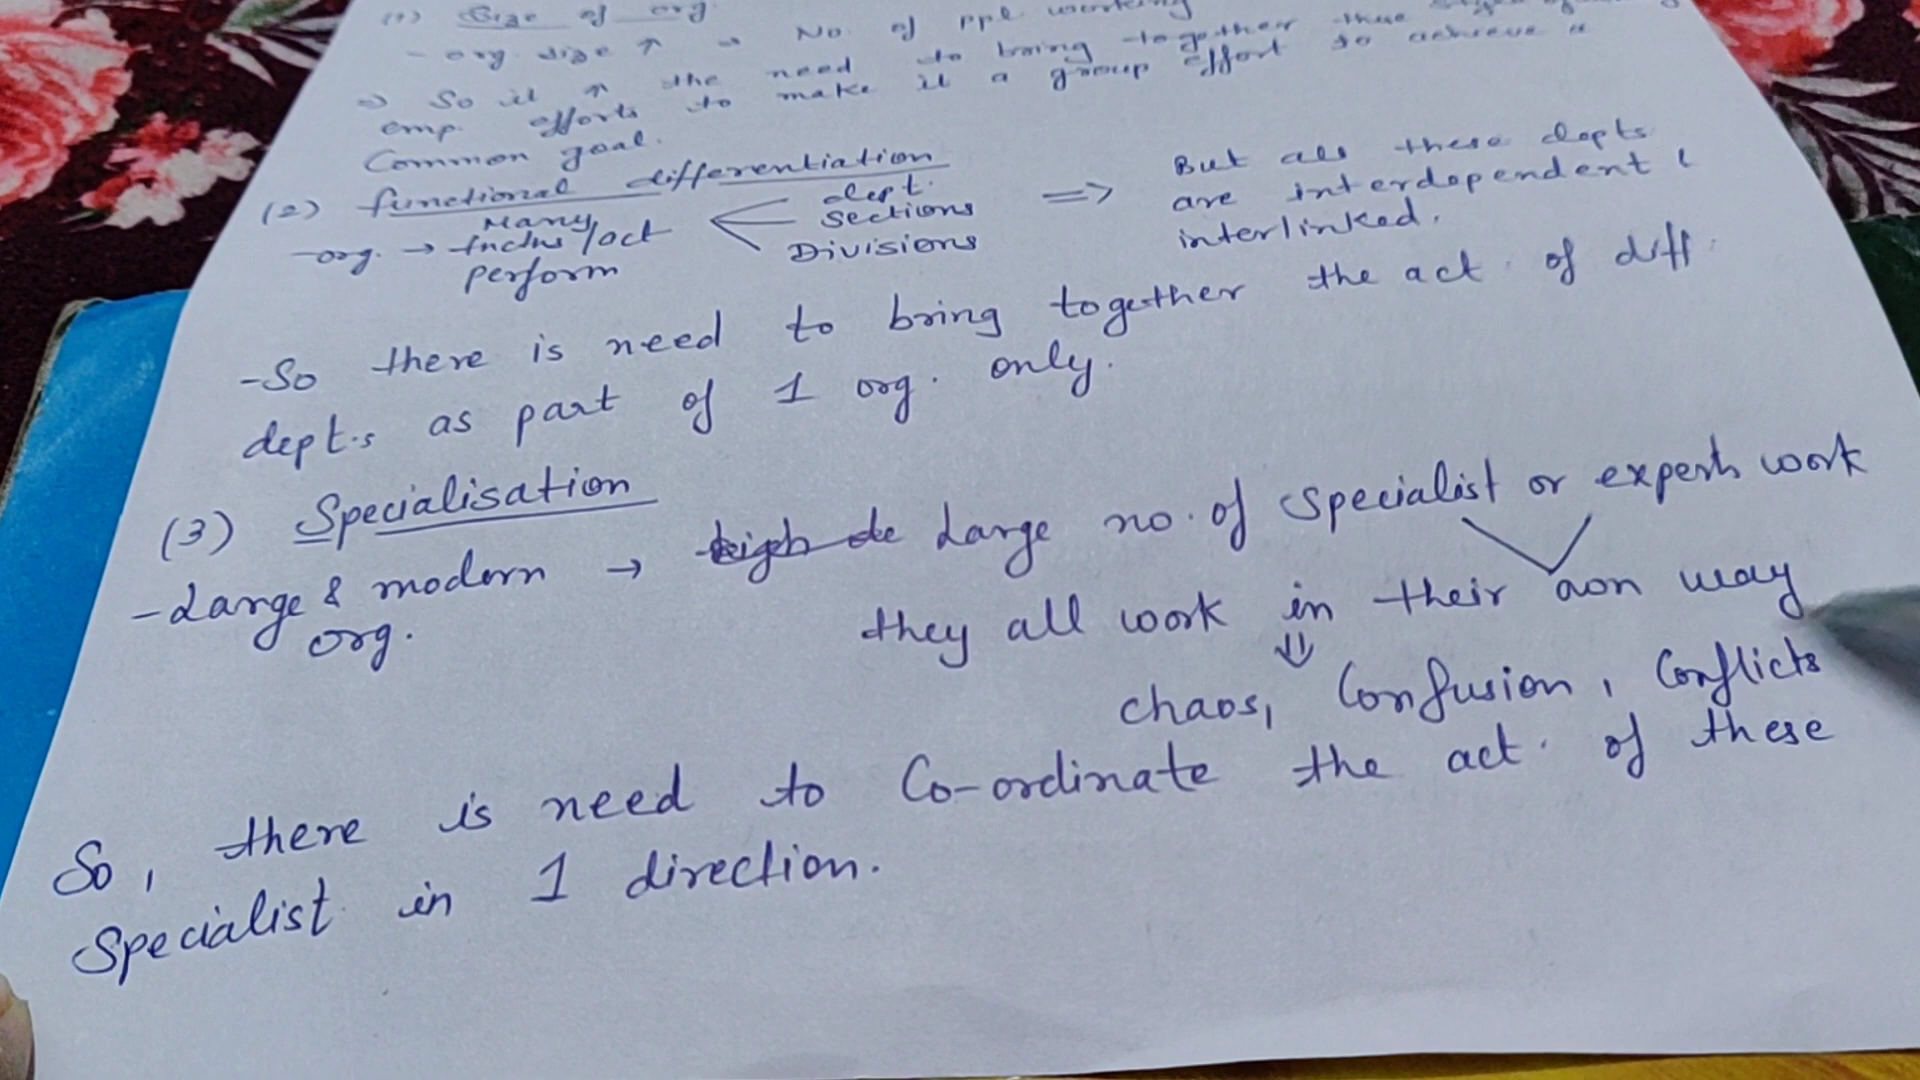 (1) Size of org
- org. size ↑ → No. of ppl working
⇒ So it ↑ the need to bring together these
emp. efforts to make it a group effort to achieve a
Common goal.
(2) functional differentiation
-org. → Many functns/act perform < dept. Sections Divisions ⇒ But all these depts are interdependent & interlinked.
-So there is need to bring together the act. of diff.
dept.s as part of 1 org. only.
(3) Specialisation
-Large & modern org. → Large no. of Specialist or experts work
they all work in their own way
⇓
chaos, Confusion, Conflicts
So, there is need to Co-ordinate the act. of these
Specialist in 1 direction.